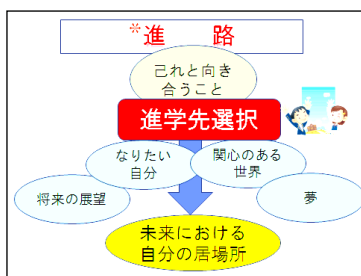 *進 路
己れと向き
合うこと
進学先選択
なりたい
自分
関心のある
世界
将来の展望
夢
未来における
自分の居場所